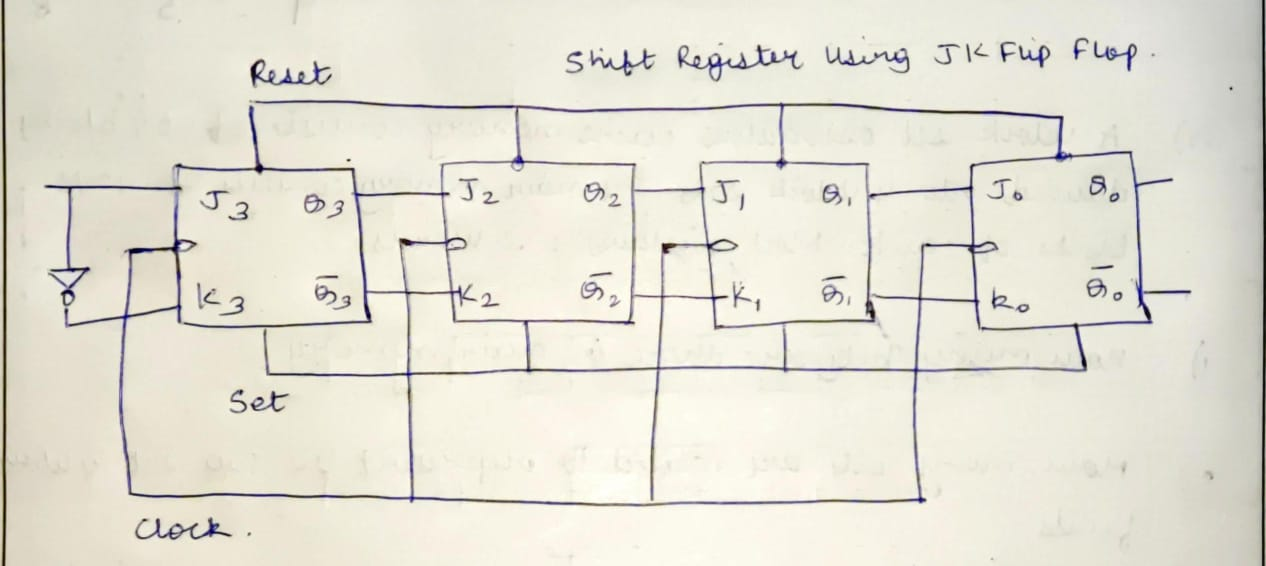 Shift Register Using JK Flip Flop.
Reset
J3 Q3 J2 Q2 J1 Q1 J0 Q0
K3 Q̅3 K2 Q̅2 K1 Q̅1 K0 Q̅0
Set
Clock.